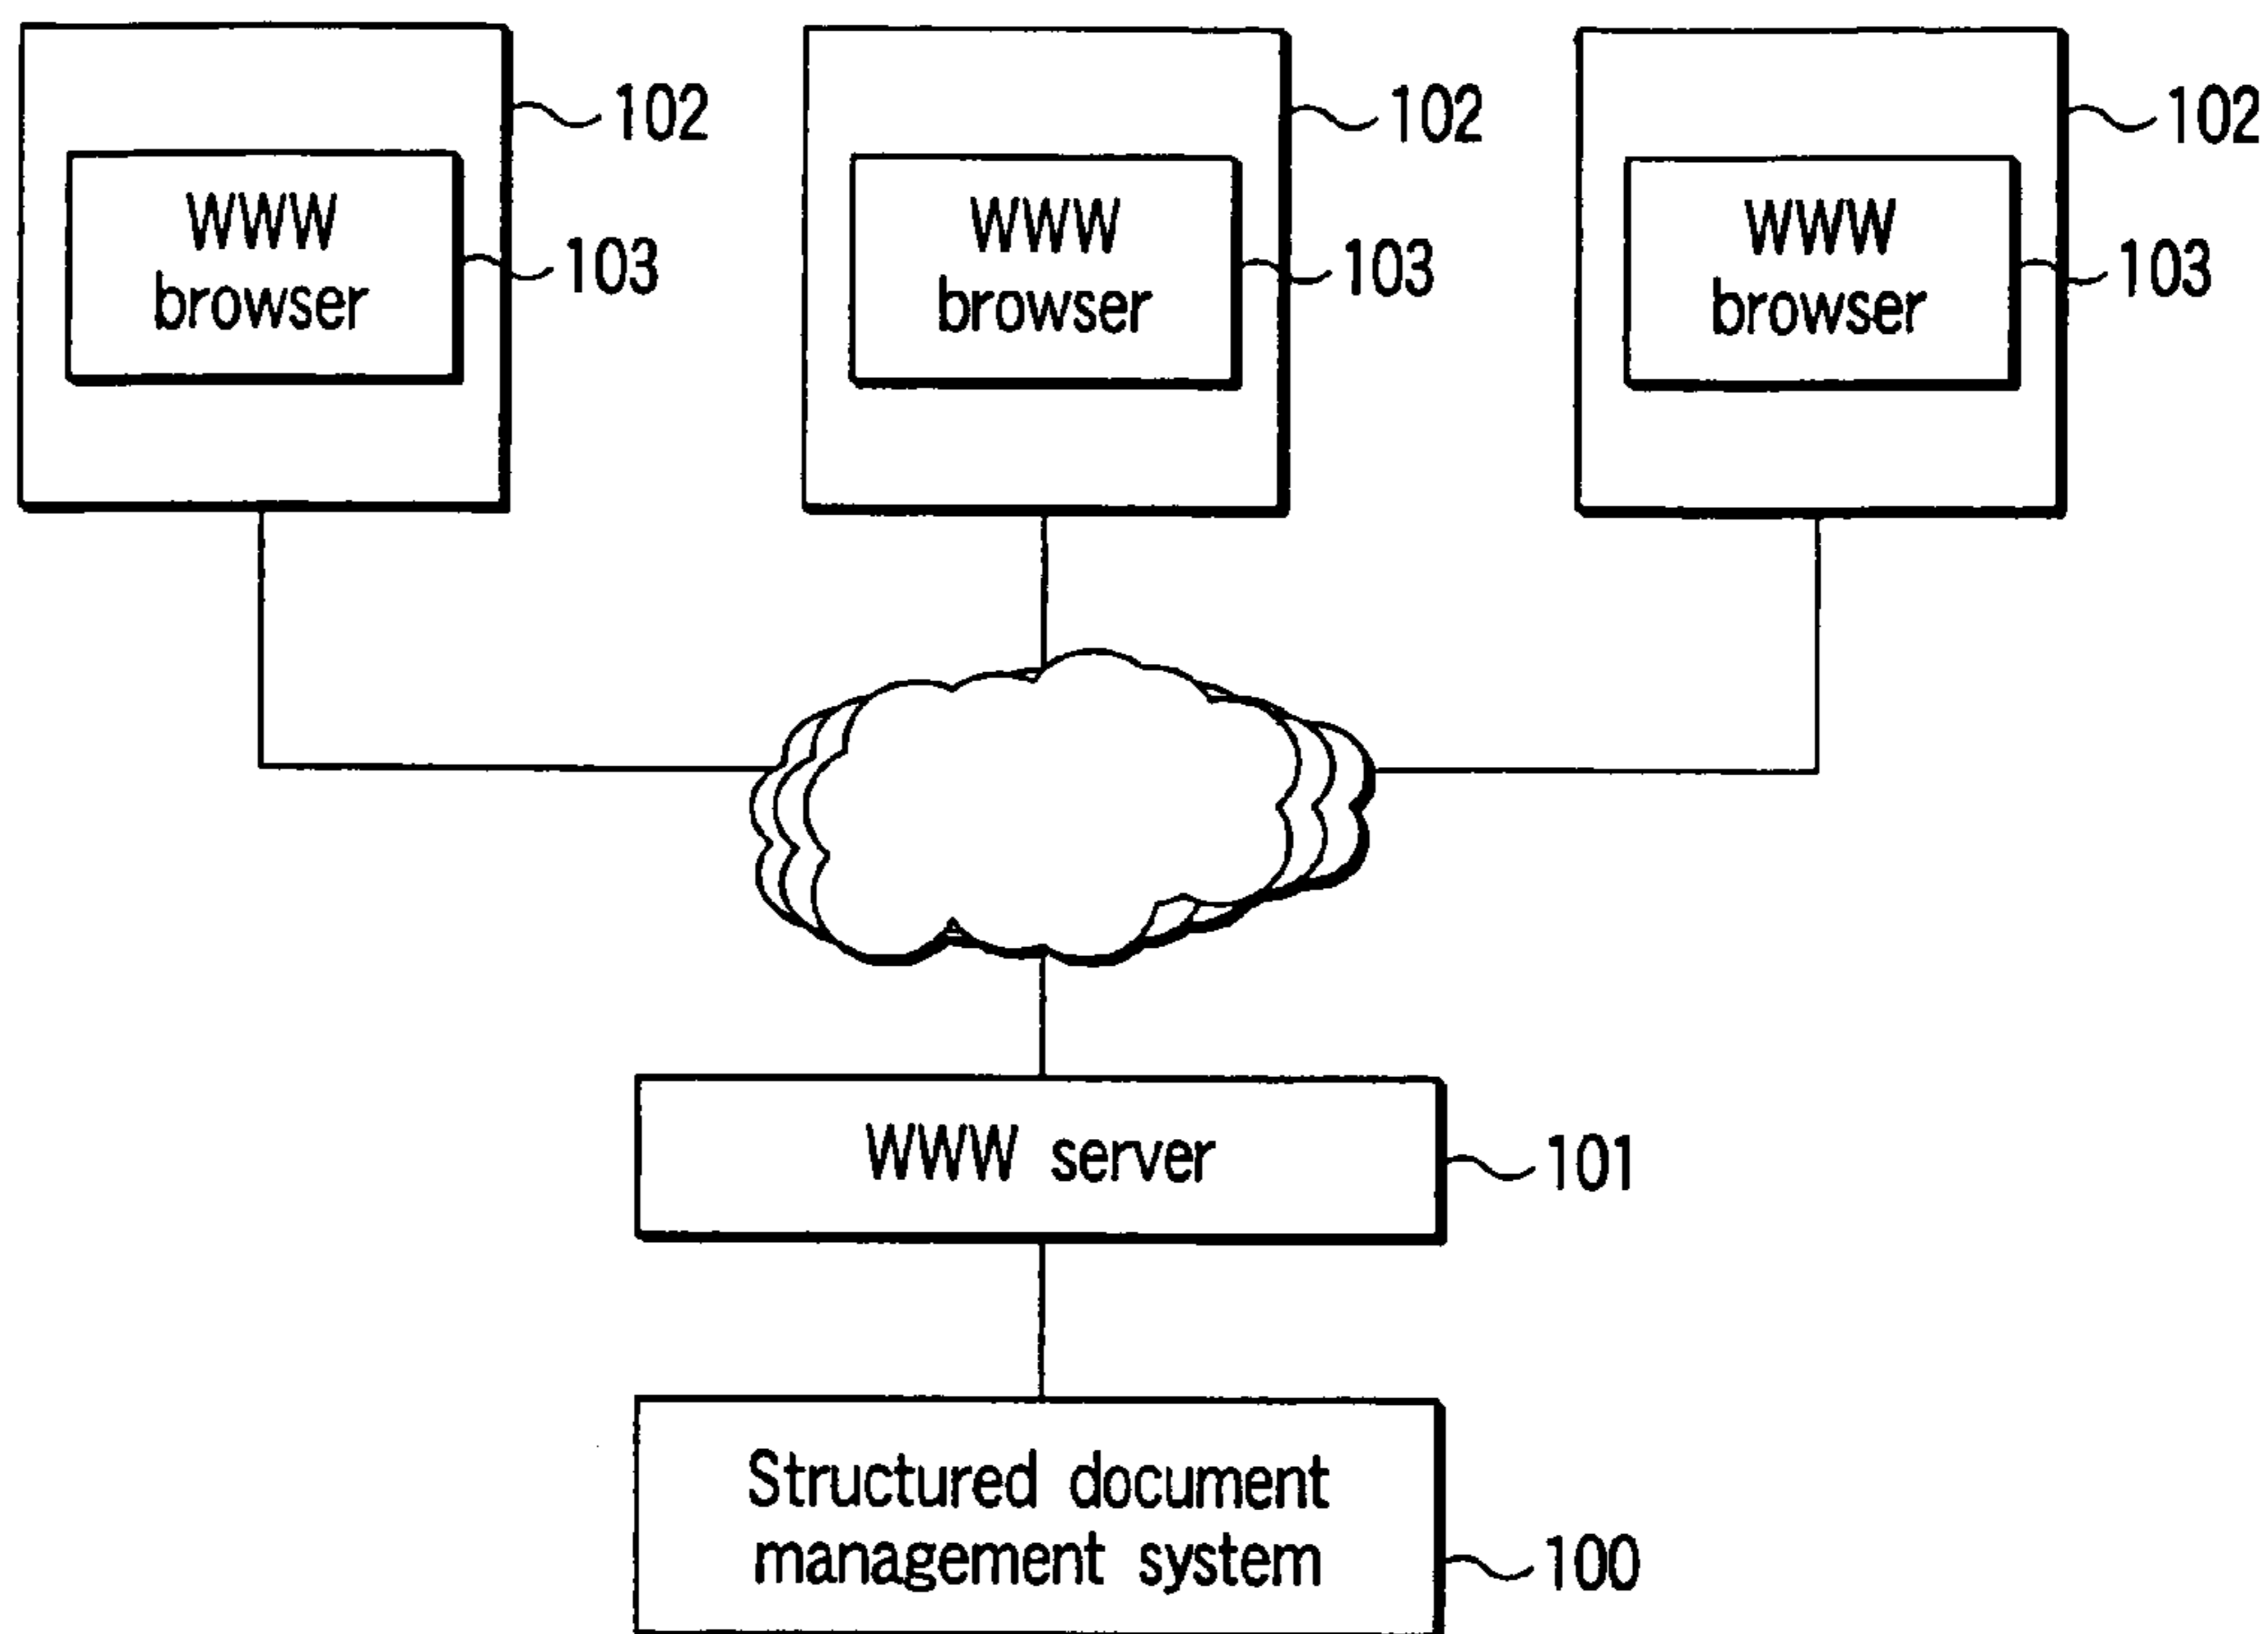 102
102
102
WWW
browser
103
WWW
browser
103
WWW
browser
103
WWW server
101
Structured document
management system
100